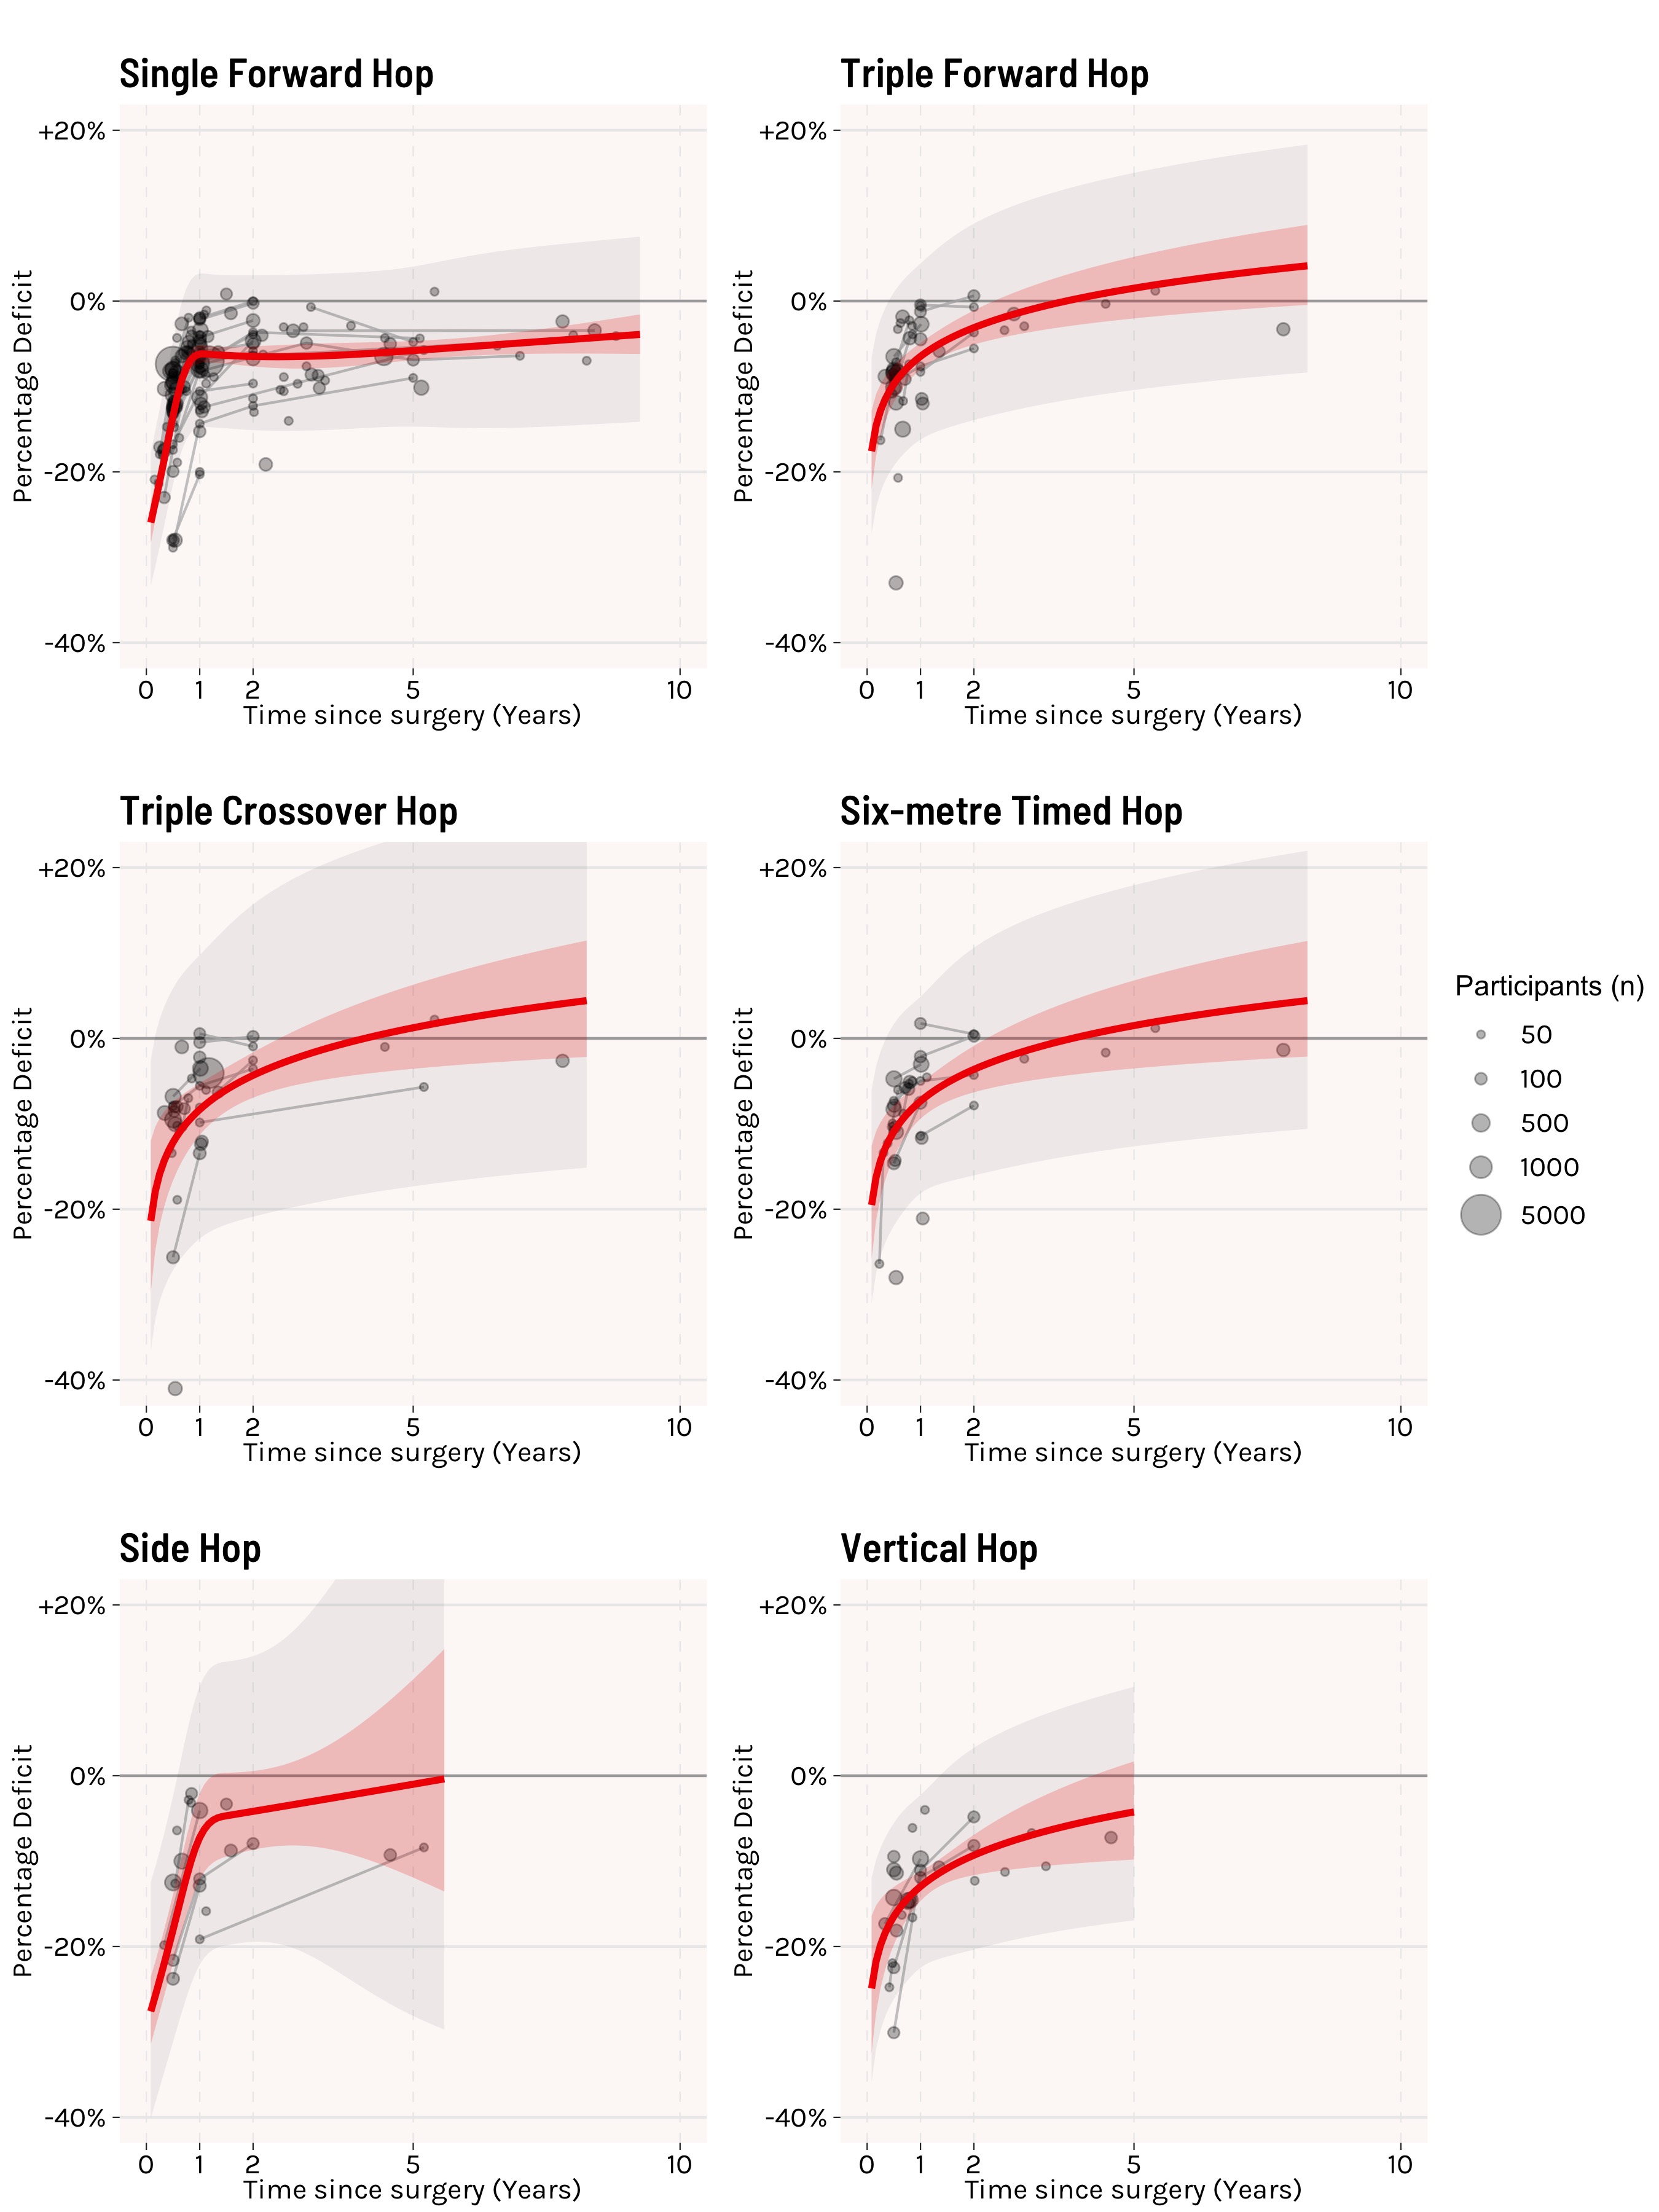 Single Forward Hop
Percentage Deficit
+20%
0%
-20%
-40%
0 1 2 5 10
Time since surgery (Years)
Triple Forward Hop
Percentage Deficit
+20%
0%
-20%
-40%
0 1 2 5 10
Time since surgery (Years)
Triple Crossover Hop
Percentage Deficit
+20%
0%
-20%
-40%
0 1 2 5 10
Time since surgery (Years)
Six-metre Timed Hop
Percentage Deficit
+20%
0%
-20%
-40%
0 1 2 5 10
Time since surgery (Years)
Participants (n)
50
100
500
1000
5000
Side Hop
Percentage Deficit
+20%
0%
-20%
-40%
0 1 2 5 10
Time since surgery (Years)
Vertical Hop
Percentage Deficit
+20%
0%
-20%
-40%
0 1 2 5 10
Time since surgery (Years)